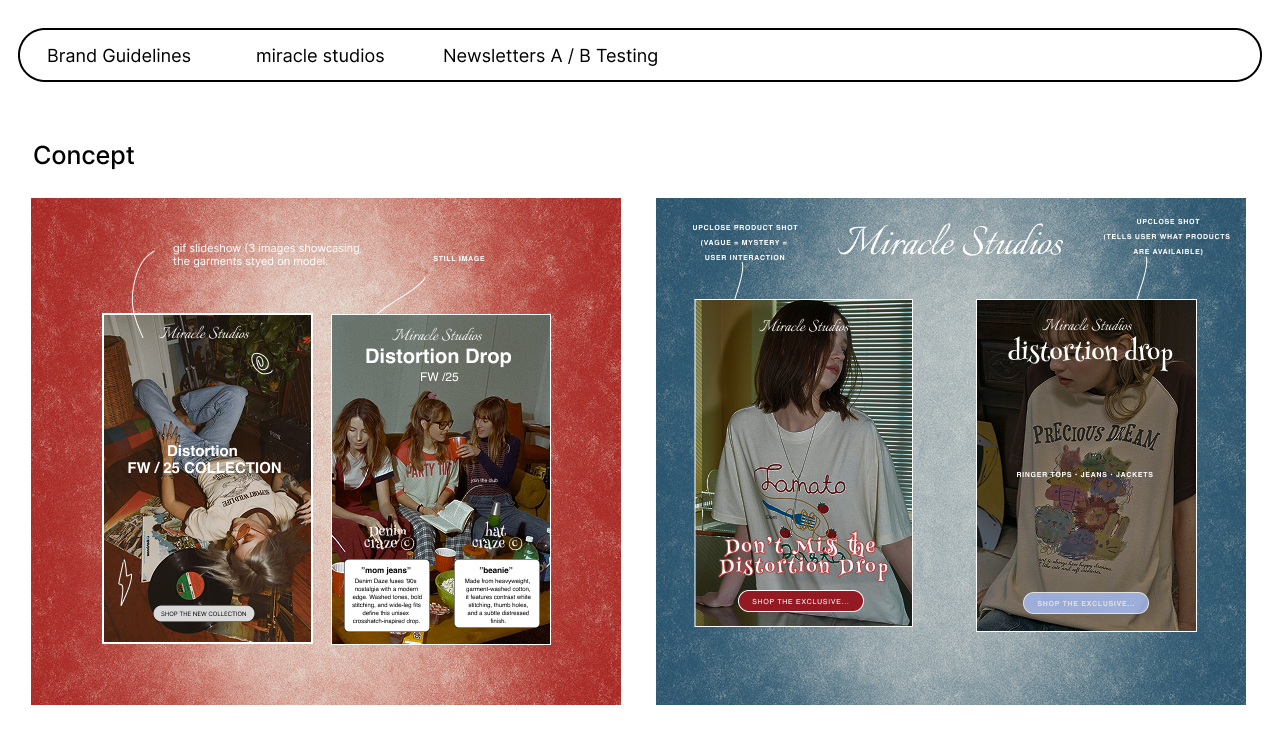 Brand Guidelines
miracle studios
Newsletters A / B Testing
Concept
gif slideshow (3 images showcasing
the garments styed on model.
STILL IMAGE
Miracle Studios
Distortion
FW / 25 COLLECTION
SHOP THE NEW COLLECTION
Miracle Studios
Distortion Drop
FW /25
PARTY
join the club
Denim
craze ©
hat
craze ©
"mom jeans"
Denim Daze fuses '90s
nostalgia with a modern
edge. Washed tones, bold
stitching, and wide-leg fits
define this unisex
crosshatch-inspired drop.
"beanie"
Made from heavyweight,
garment-washed cotton,
it features contrast white
stitching, thumb holes,
and a subtle distressed
finish.
UPCLOSE PRODUCT SHOT
(VAGUE = MYSTERY =
USER INTERACTION
Miracle Studios
UPCLOSE SHOT
(TELLS USER WHAT PRODUCTS
ARE AVAILAIBLE)
Miracle Studios
Tomato
Don't Miss the
Distortion Drop
SHOP THE EXCLUSIVE...
Miracle Studios
distortion drop
PRECIOUS DREAM
RINGER TOPS · JEANS · JACKETS
SHOP THE EXCLUSIVE...